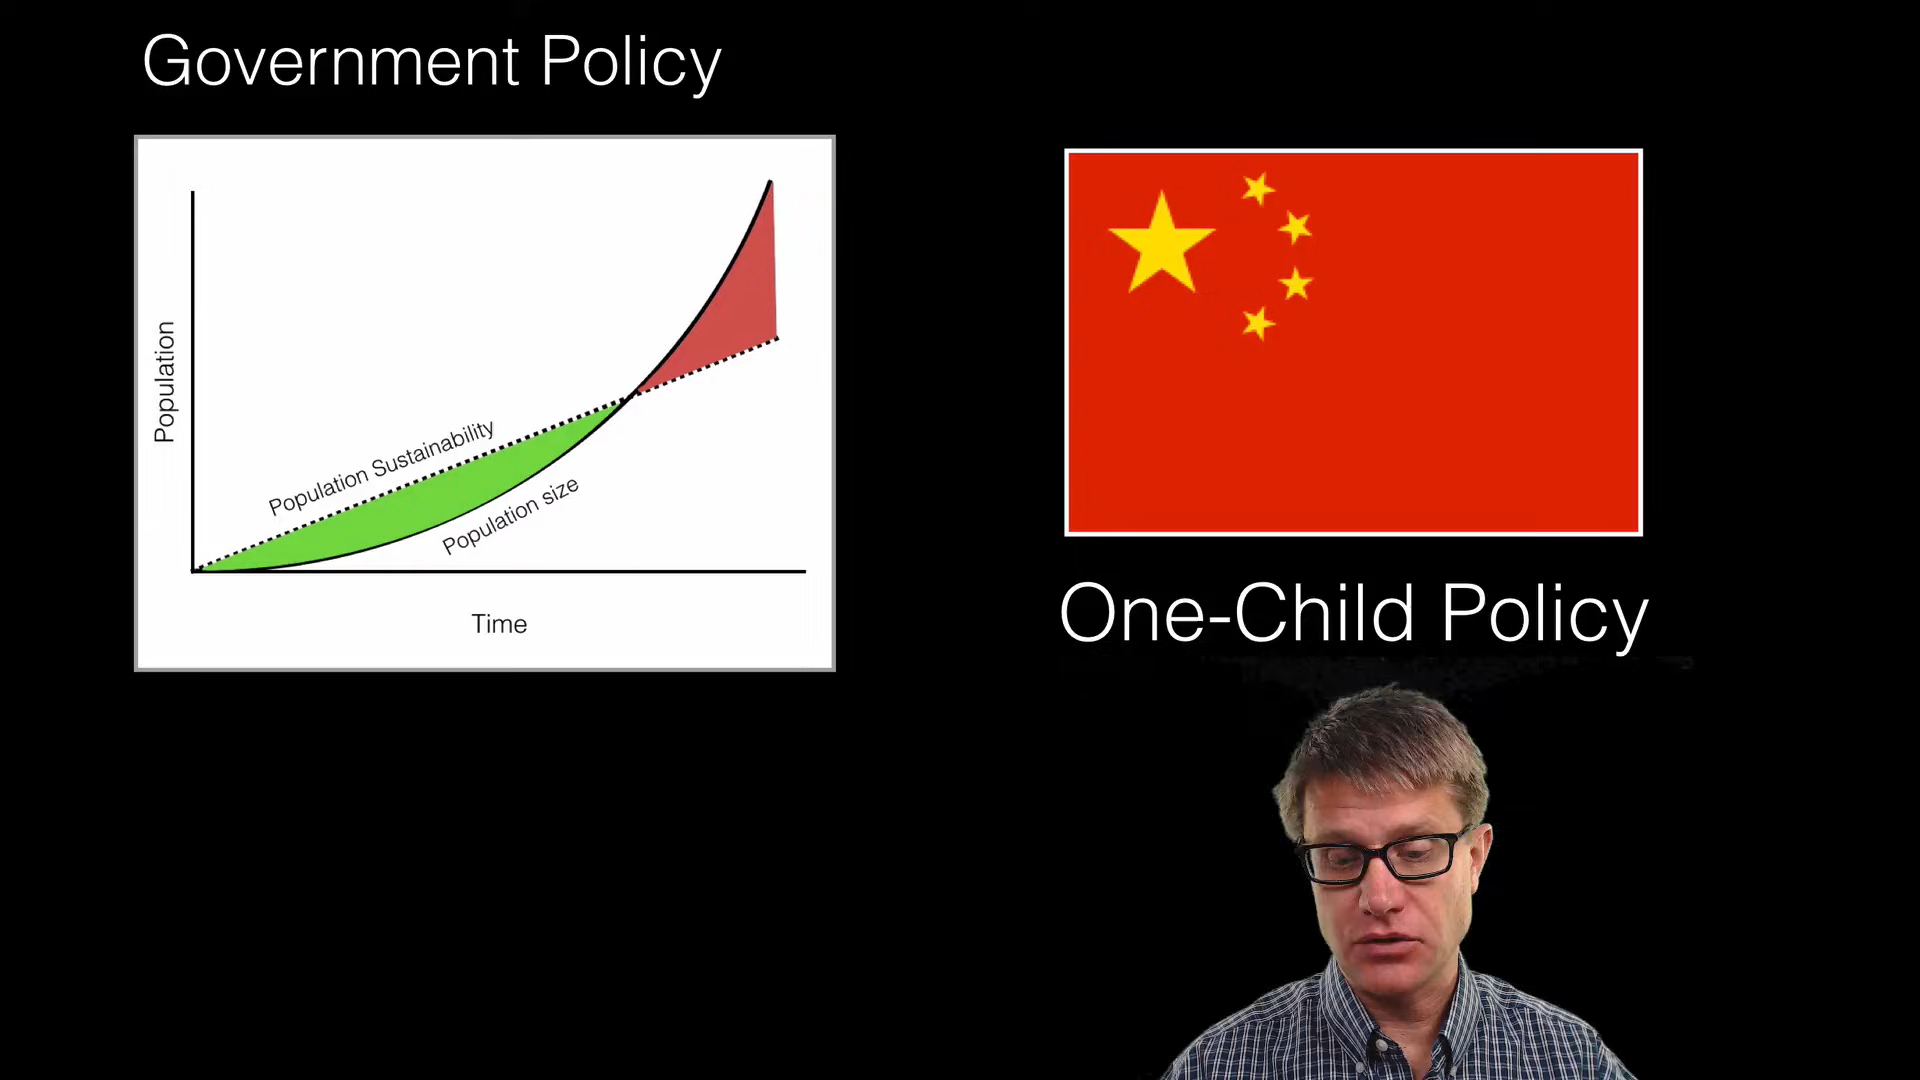 Government Policy
Population
Population Sustainability
Population size
Time
One-Child Policy